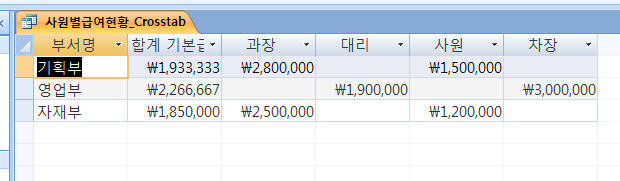 사원별급여현황_Crosstab
부서명 합계 기본급 과장 대리 사원 차장
기획부 ₩1,933,333 ₩2,800,000 ₩1,500,000
영업부 ₩2,266,667 ₩1,900,000 ₩3,000,000
자재부 ₩1,850,000 ₩2,500,000 ₩1,200,000